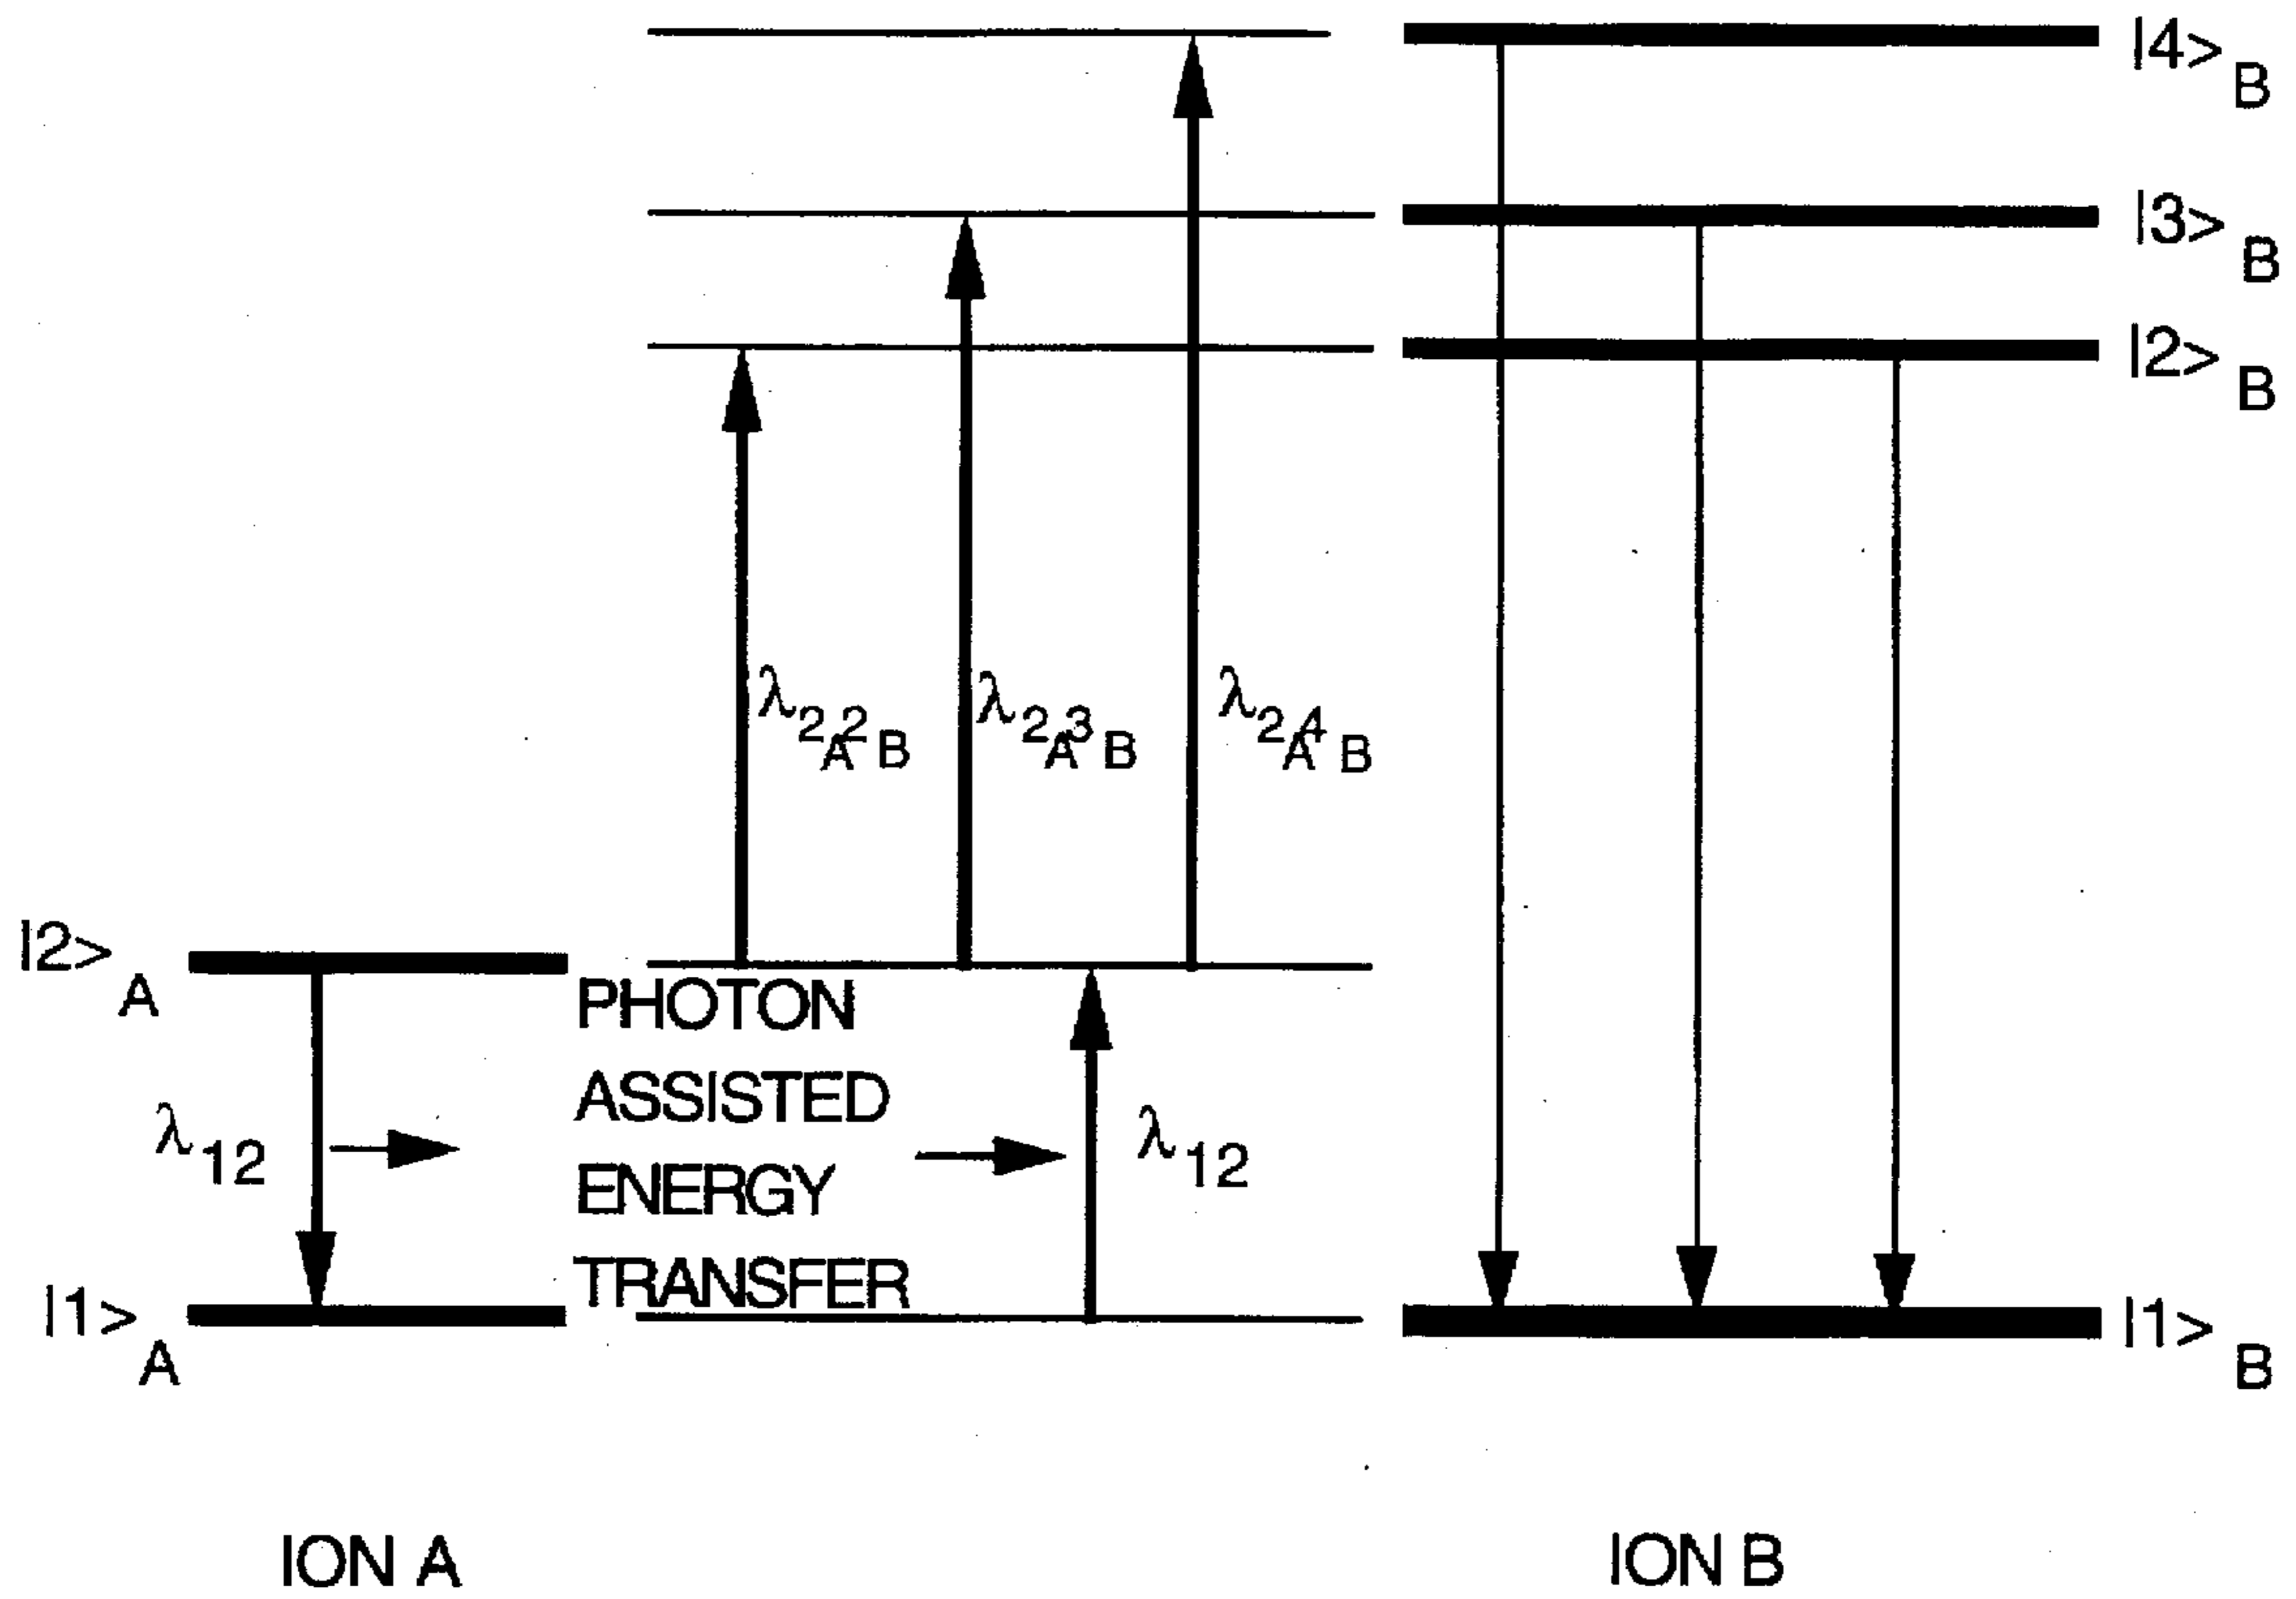 |4>B
|3>B
|2>B
λ2A2B λ2A3B λ2A4B
|2>A
PHOTON
ASSISTED
ENERGY
TRANSFER
λ12
λ12
|1>A
|1>B
ION A
ION B